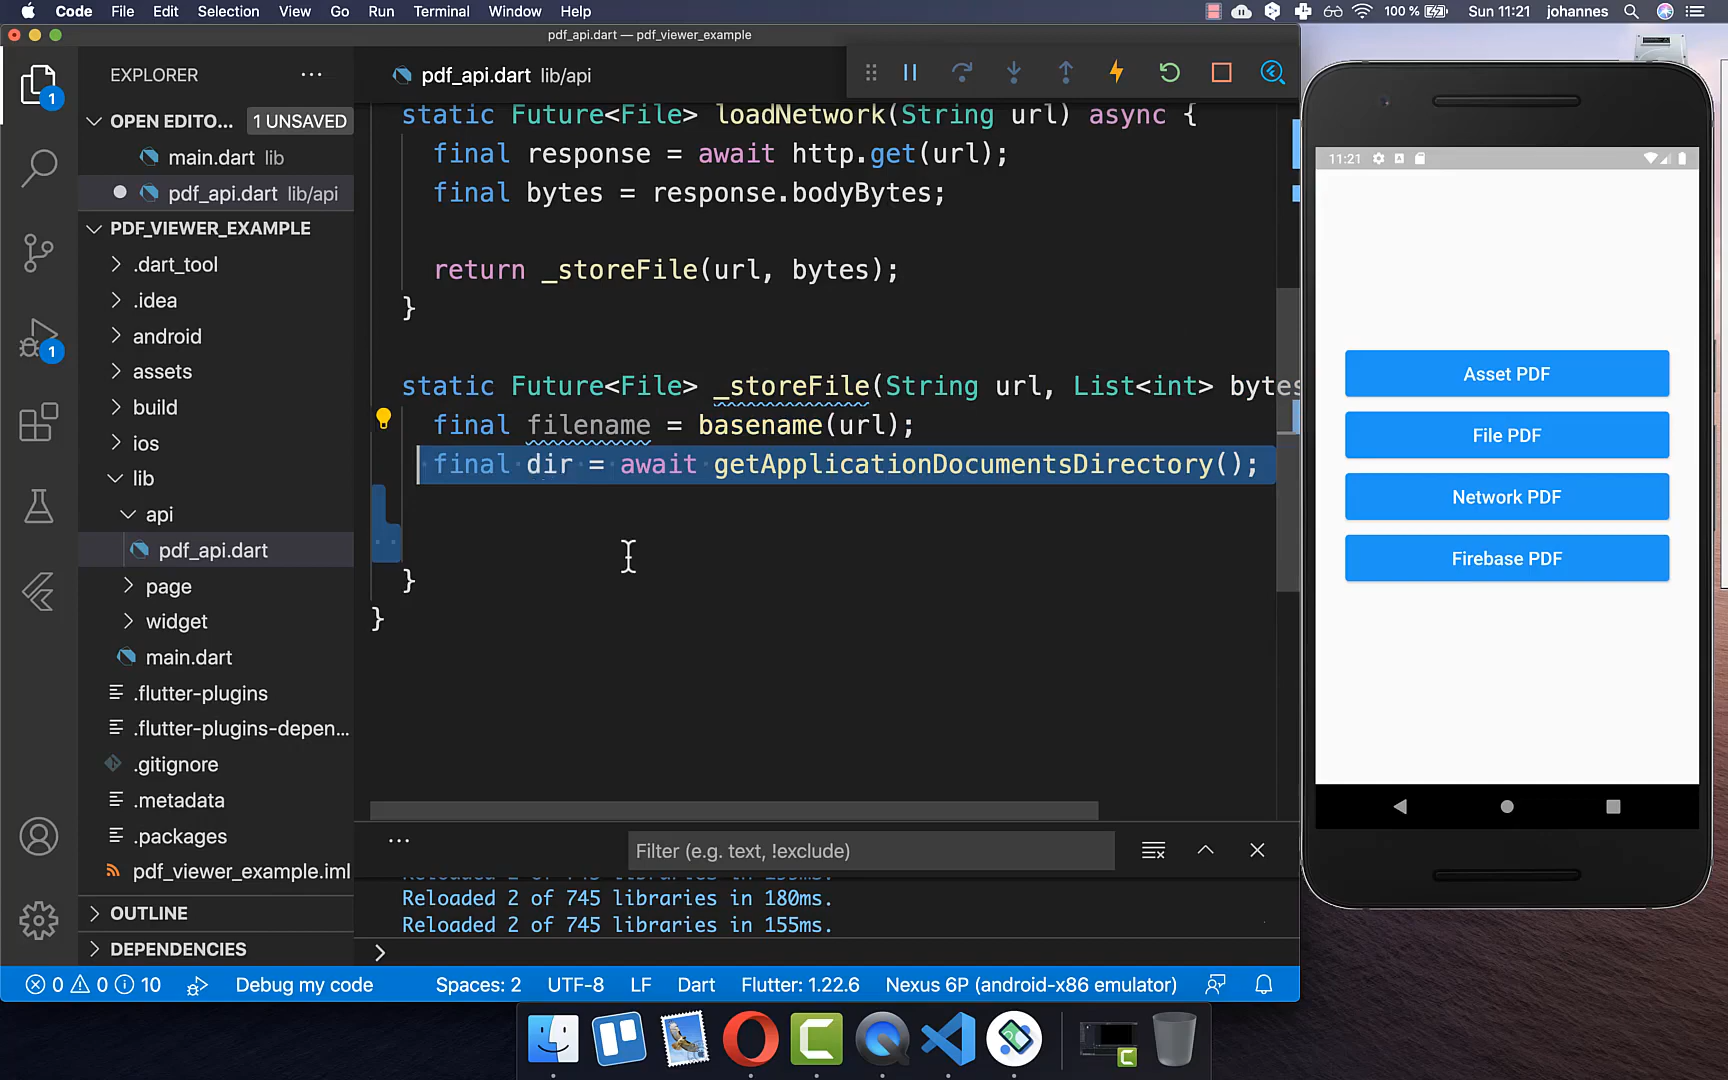 Code File Edit Selection View Go Run Terminal Window Help 100 % Sun 11:21 johannes
pdf_api.dart — pdf_viewer_example
EXPLORER
OPEN EDITO... 1 UNSAVED
main.dart lib
pdf_api.dart lib/api
PDF_VIEWER_EXAMPLE
.dart_tool
.idea
android
assets
build
ios
lib
api
pdf_api.dart
page
widget
main.dart
.flutter-plugins
.flutter-plugins-depen...
.gitignore
.metadata
.packages
pdf_viewer_example.iml
OUTLINE
DEPENDENCIES
1
1
pdf_api.dart lib/api
static Future<File> loadNetwork(String url) async {
final response = await http.get(url);
final bytes = response.bodyBytes;
return _storeFile(url, bytes);
}
static Future<File> _storeFile(String url, List<int> bytes
final filename = basename(url);
final dir = await getApplicationDocumentsDirectory();
}
}
Filter (e.g. text, !exclude)
Reloaded 2 of 745 libraries in 180ms.
Reloaded 2 of 745 libraries in 155ms.
0 0 10 Debug my code Spaces: 2 UTF-8 LF Dart Flutter: 1.22.6 Nexus 6P (android-x86 emulator)
11:21
Asset PDF
File PDF
Network PDF
Firebase PDF